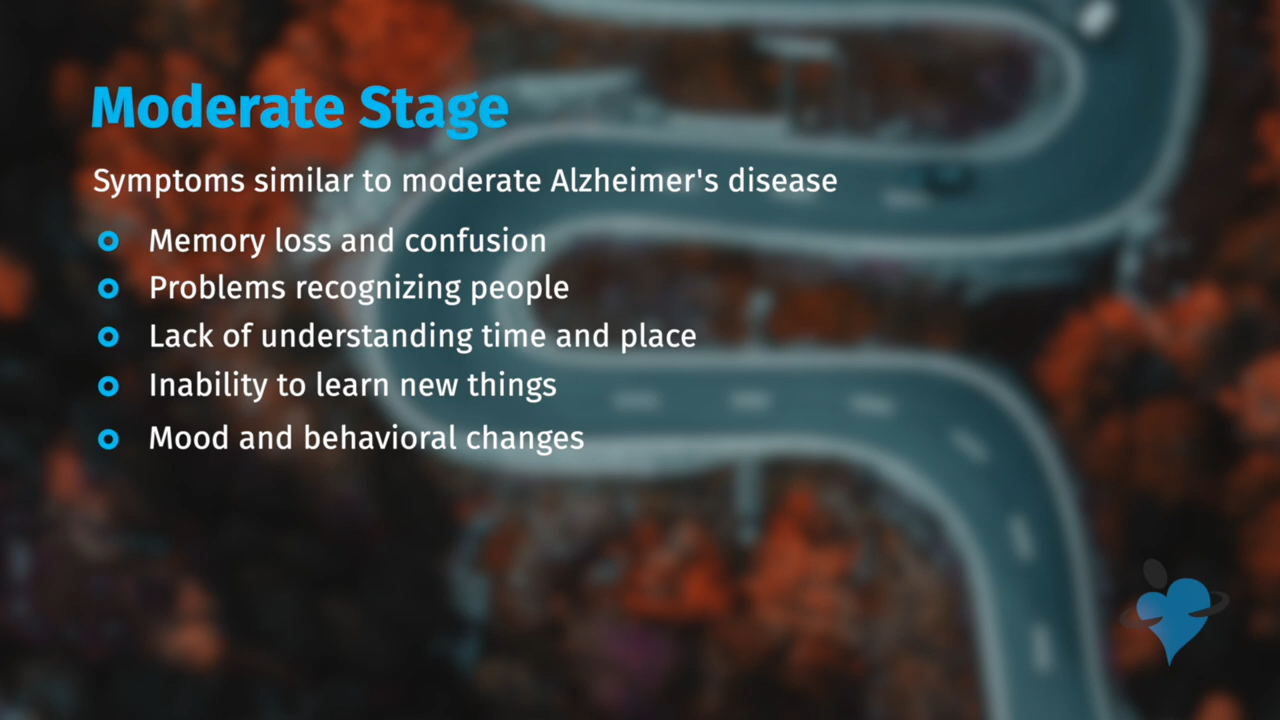 Moderate Stage
Symptoms similar to moderate Alzheimer's disease
Memory loss and confusion
Problems recognizing people
Lack of understanding time and place
Inability to learn new things
Mood and behavioral changes